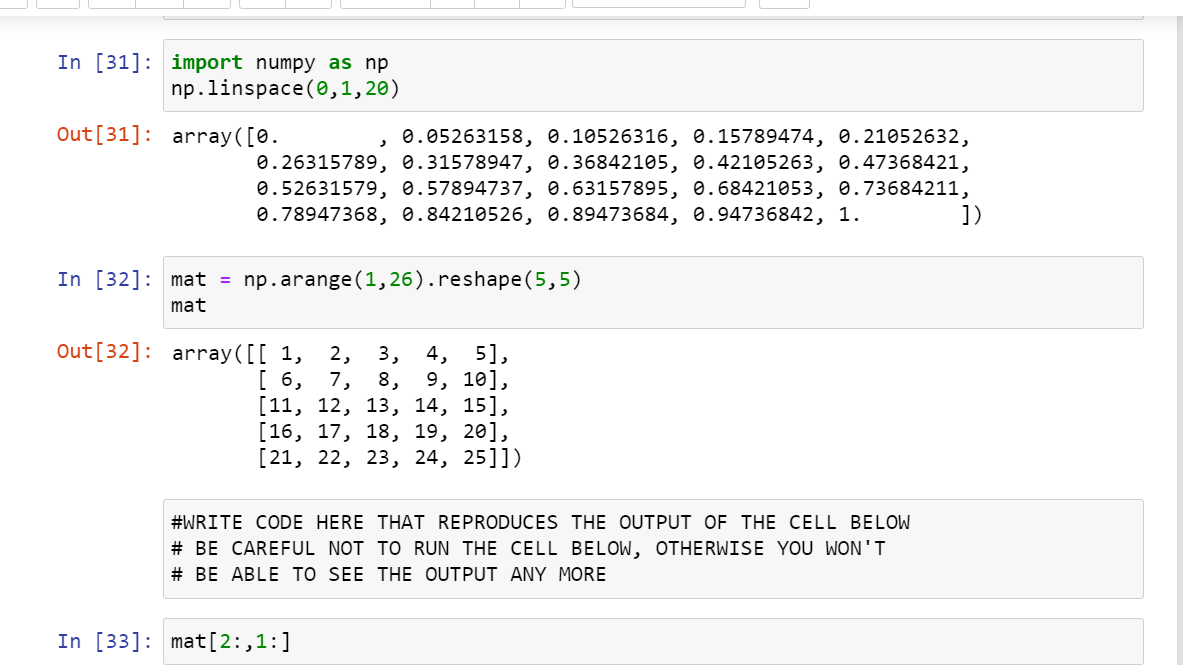 In [31]: import numpy as np
np.linspace(0,1,20)
Out[31]: array([0.        , 0.05263158, 0.10526316, 0.15789474, 0.21052632,
       0.26315789, 0.31578947, 0.36842105, 0.42105263, 0.47368421,
       0.52631579, 0.57894737, 0.63157895, 0.68421053, 0.73684211,
       0.78947368, 0.84210526, 0.89473684, 0.94736842, 1.        ])
In [32]: mat = np.arange(1,26).reshape(5,5)
mat
Out[32]: array([[ 1,  2,  3,  4,  5],
       [ 6,  7,  8,  9, 10],
       [11, 12, 13, 14, 15],
       [16, 17, 18, 19, 20],
       [21, 22, 23, 24, 25]])
#WRITE CODE HERE THAT REPRODUCES THE OUTPUT OF THE CELL BELOW
# BE CAREFUL NOT TO RUN THE CELL BELOW, OTHERWISE YOU WON'T
# BE ABLE TO SEE THE OUTPUT ANY MORE
In [33]: mat[2:,1:]